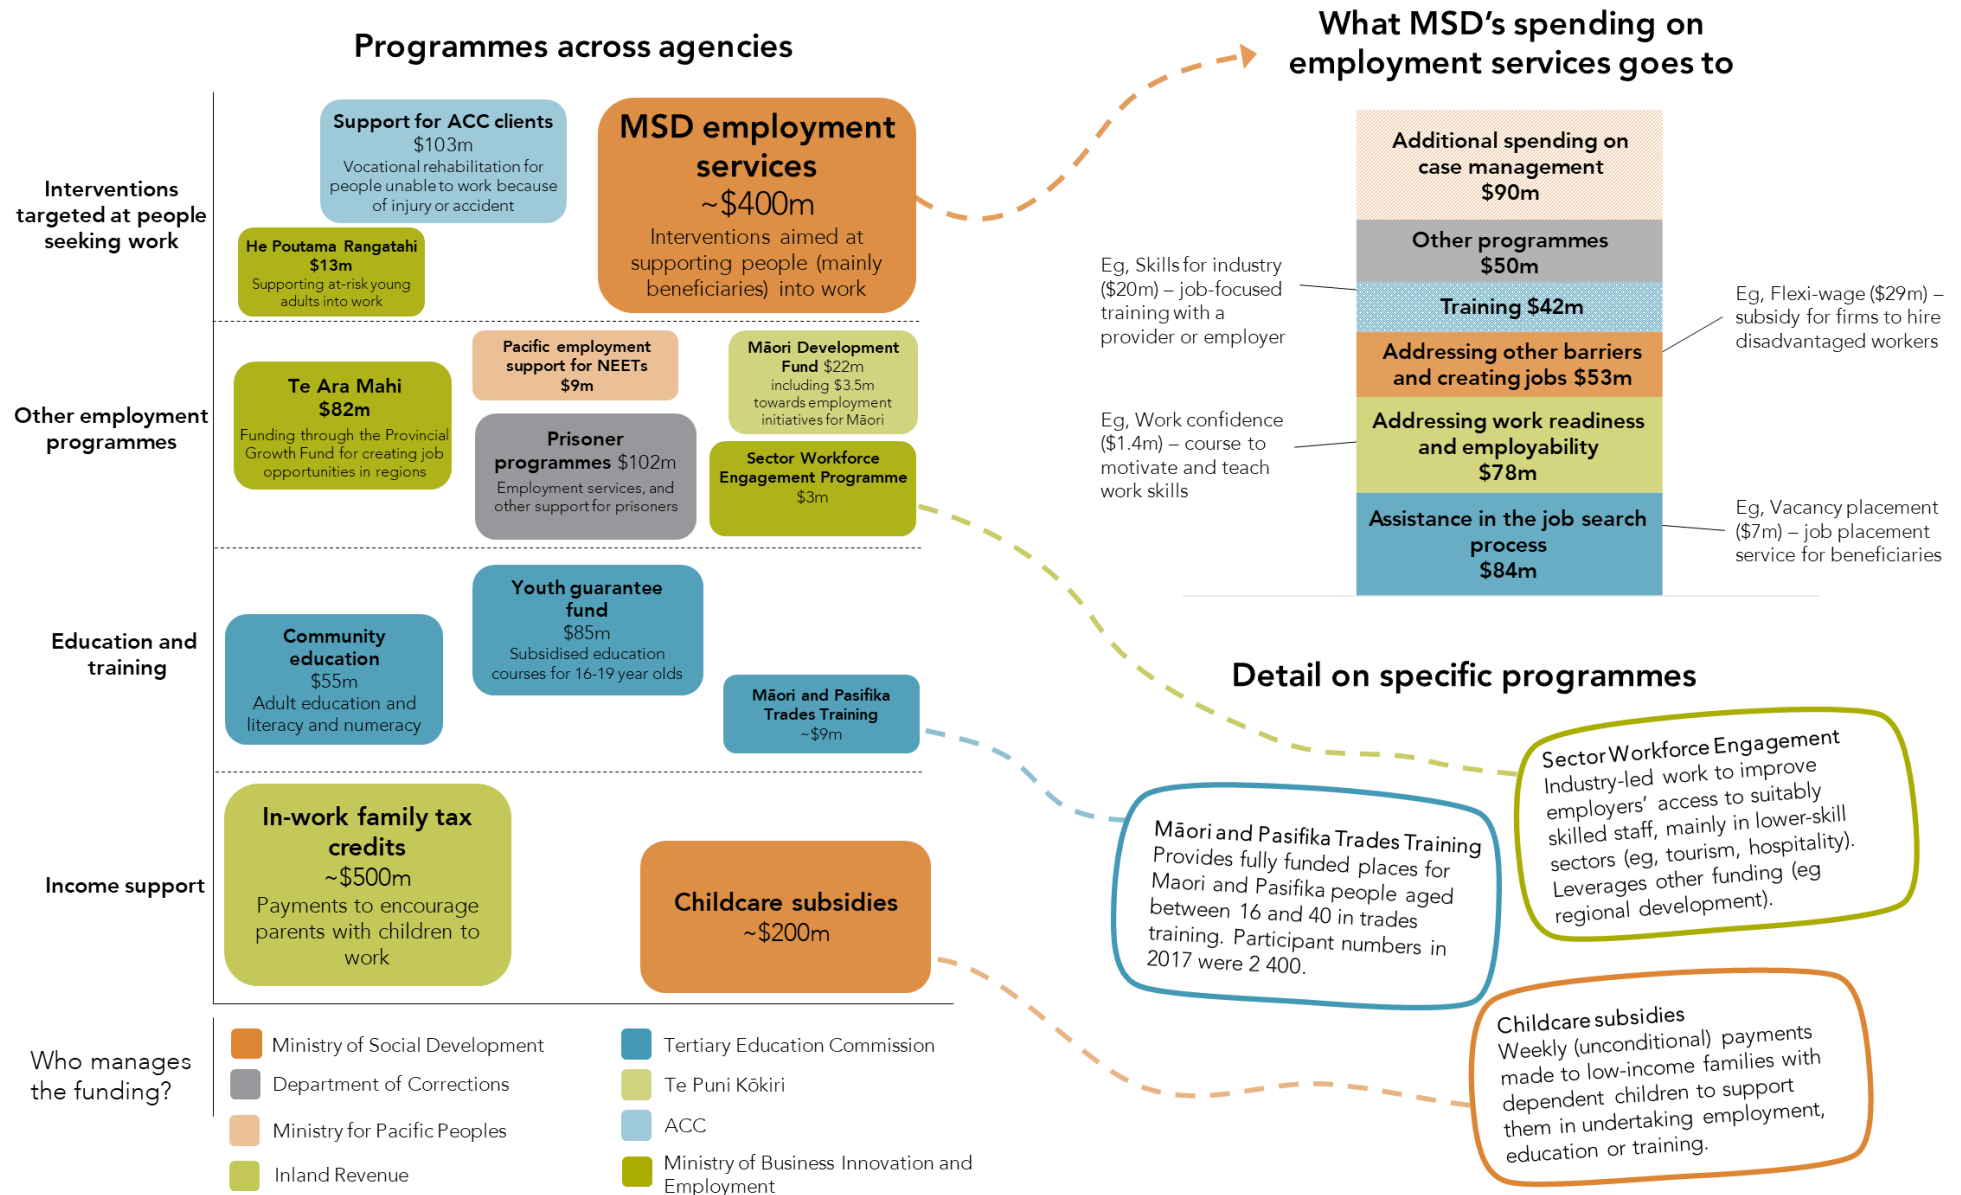 Programmes across agencies
Interventions
targeted at people
seeking work
Support for ACC clients
$103m
Vocational rehabilitation for
people unable to work because
of injury or accident
He Poutama Rangatahi
$13m
Supporting at-risk young
adults into work
MSD employment
services
~$400m
Interventions aimed at
supporting people (mainly
beneficiaries) into work
Other employment
programmes
Te Ara Mahi
$82m
Funding through the Provincial
Growth Fund for creating job
opportunities in regions
Pacific employment
support for NEETs
$9m
Prisoner
programmes $102m
Employment services, and
other support for prisoners
Māori Development
Fund $22m
including $3.5m
towards employment
initiatives for Māori
Sector Workforce
Engagement Programme
$3m
Education and
training
Community
education
$55m
Adult education and
literacy and numeracy
Youth guarantee
fund
$85m
Subsidised education
courses for 16-19 year olds
Māori and Pasifika
Trades Training
~$9m
Income support
In-work family tax
credits
~$500m
Payments to encourage
parents with children to
work
Childcare subsidies
~$200m
Who manages
the funding?
Ministry of Social Development
Department of Corrections
Ministry for Pacific Peoples
Inland Revenue
Tertiary Education Commission
Te Puni Kōkiri
ACC
Ministry of Business Innovation and
Employment
What MSD's spending on
employment services goes to
Additional spending on
case management
$90m
Other programmes
$50m
Training $42m
Addressing other barriers
and creating jobs $53m
Addressing work readiness
and employability
$78m
Assistance in the job search
process
$84m
Eg, Skills for industry
($20m) – job-focused
training with a
provider or employer
Eg, Work confidence
($1.4m) – course to
motivate and teach
work skills
Eg, Flexi-wage ($29m) –
subsidy for firms to hire
disadvantaged workers
Eg, Vacancy placement
($7m) – job placement
service for beneficiaries
Detail on specific programmes
Māori and Pasifika Trades Training
Provides fully funded places for
Maori and Pasifika people aged
between 16 and 40 in trades
training. Participant numbers in
2017 were 2 400.
Sector Workforce Engagement
Industry-led work to improve
employers' access to suitably
skilled staff, mainly in lower-skill
sectors (eg, tourism, hospitality).
Leverages other funding (eg
regional development).
Childcare subsidies
Weekly (unconditional) payments
made to low-income families with
dependent children to support
them in undertaking employment,
education or training.